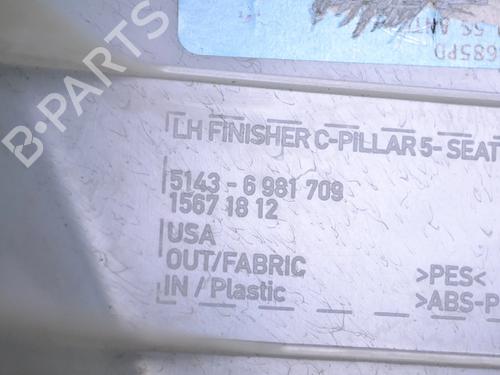 685PD
LH FINISHER C-PILLAR 5- SEAT
5143- 6 981 709
1567 18 12
USA
OUT/FABRIC
IN / Plastic
>PES<
>ABS-P